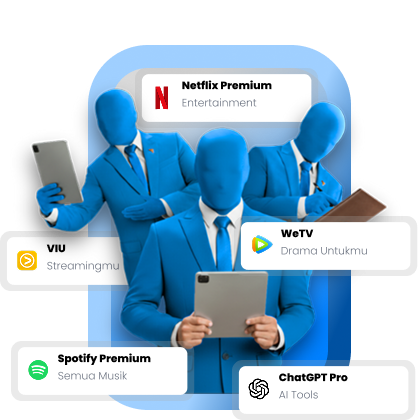 Netflix Premium
Entertainment
WeTV
Drama Untukmu
VIU
Streamingmu
Spotify Premium
Semua Musik
ChatGPT Pro
AI Tools